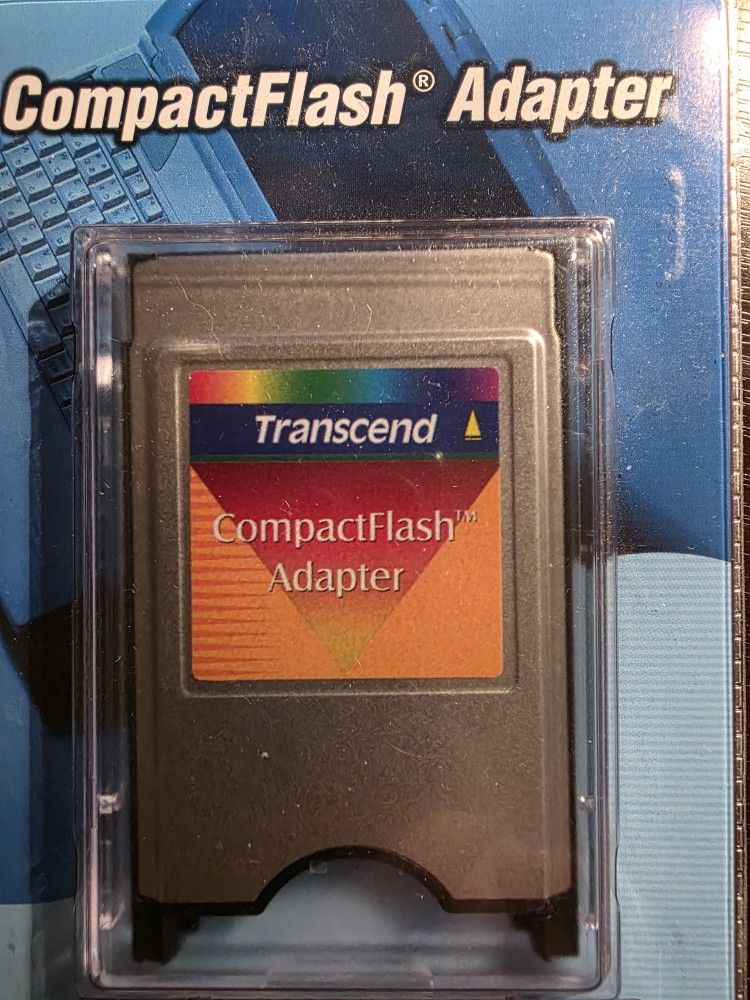 CompactFlash® Adapter
Transcend
CompactFlash™
Adapter